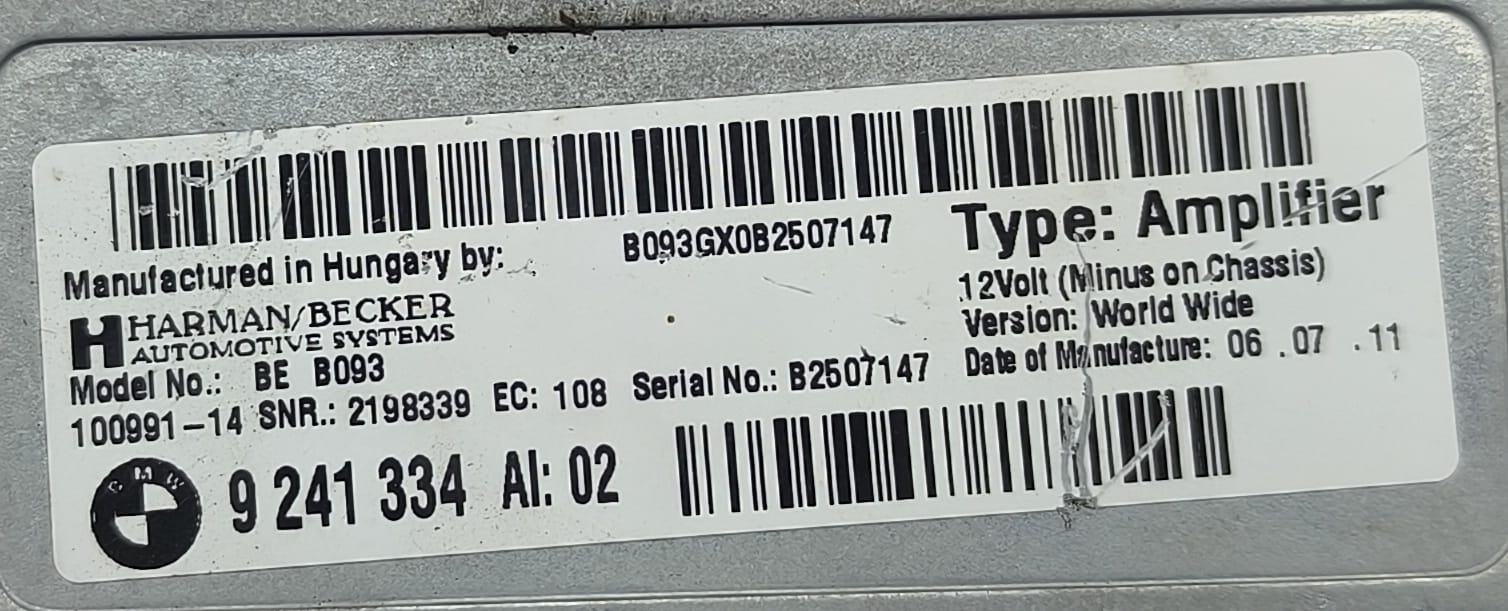 B093GX0B2507147
Type: Amplifier
Manufactured in Hungary by:
12Volt (Minus on Chassis)
HARMAN/BECKER
AUTOMOTIVE SYSTEMS
Version: World Wide
Model No.: BE B093
Date of Manufacture: 06 .07 .11
100991-14 SNR.: 2198339 EC: 108 Serial No.: B2507147
BMW
9 241 334 AI: 02